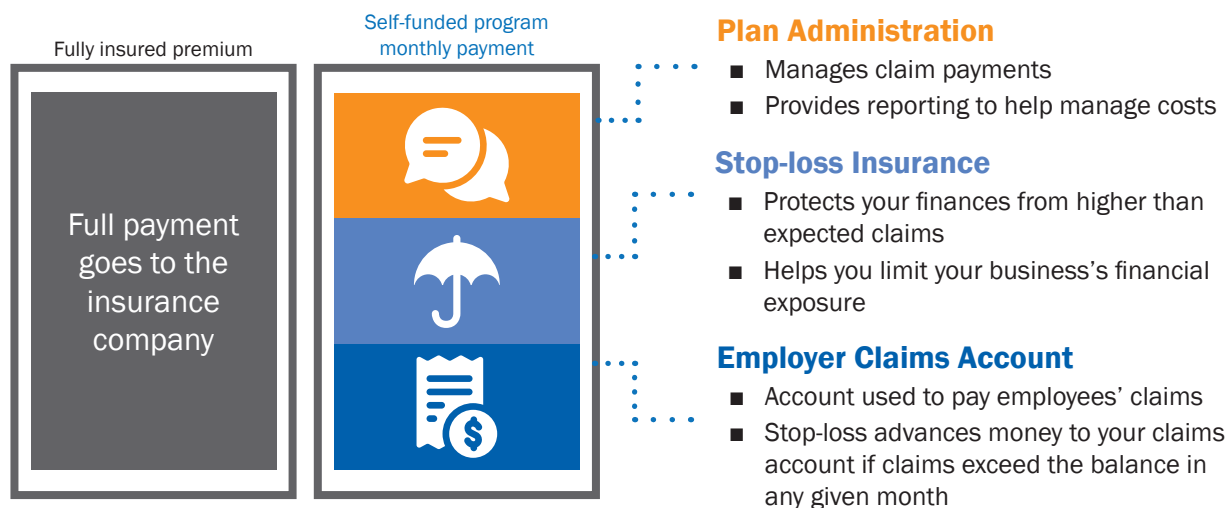 Fully insured premium
Full payment
goes to the
insurance
company
Self-funded program
monthly payment
$
Plan Administration
■ Manages claim payments
■ Provides reporting to help manage costs
Stop-loss Insurance
■ Protects your finances from higher than
expected claims
■ Helps you limit your business’s financial
exposure
Employer Claims Account
■ Account used to pay employees’ claims
■ Stop-loss advances money to your claims
account if claims exceed the balance in
any given month